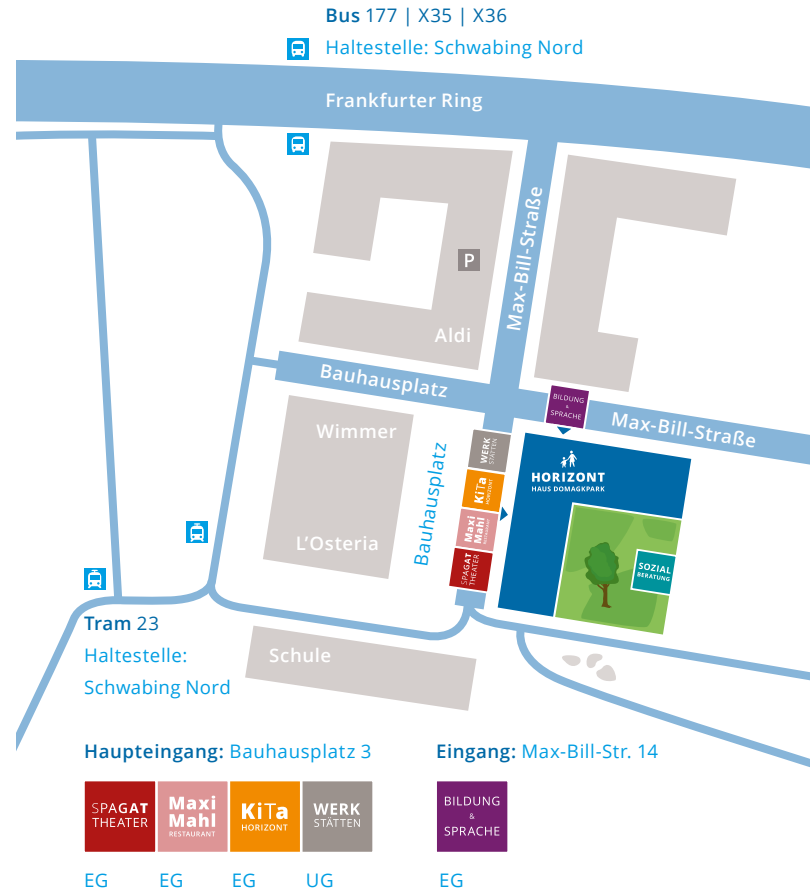 Bus 177 | X35 | X36
Haltestelle: Schwabing Nord
Frankfurter Ring
Max-Bill-Straße
P
Aldi
Bauhausplatz
BILDUNG
&
SPRACHE
Max-Bill-Straße
Wimmer
L'Osteria
Bauhausplatz
WERK
STÄTTEN
KiTa
HORIZONT
Maxi
Mahl
RESTAURANT
SPAGAT
THEATER
HORIZONT
HAUS DOMAGKPARK
SOZIAL
BERATUNG
Tram 23
Haltestelle:
Schwabing Nord
Schule
Haupteingang: Bauhausplatz 3
SPAGAT
THEATER
Maxi
Mahl
RESTAURANT
KiTa
HORIZONT
WERK
STÄTTEN
EG EG EG UG
Eingang: Max-Bill-Str. 14
BILDUNG
&
SPRACHE
EG